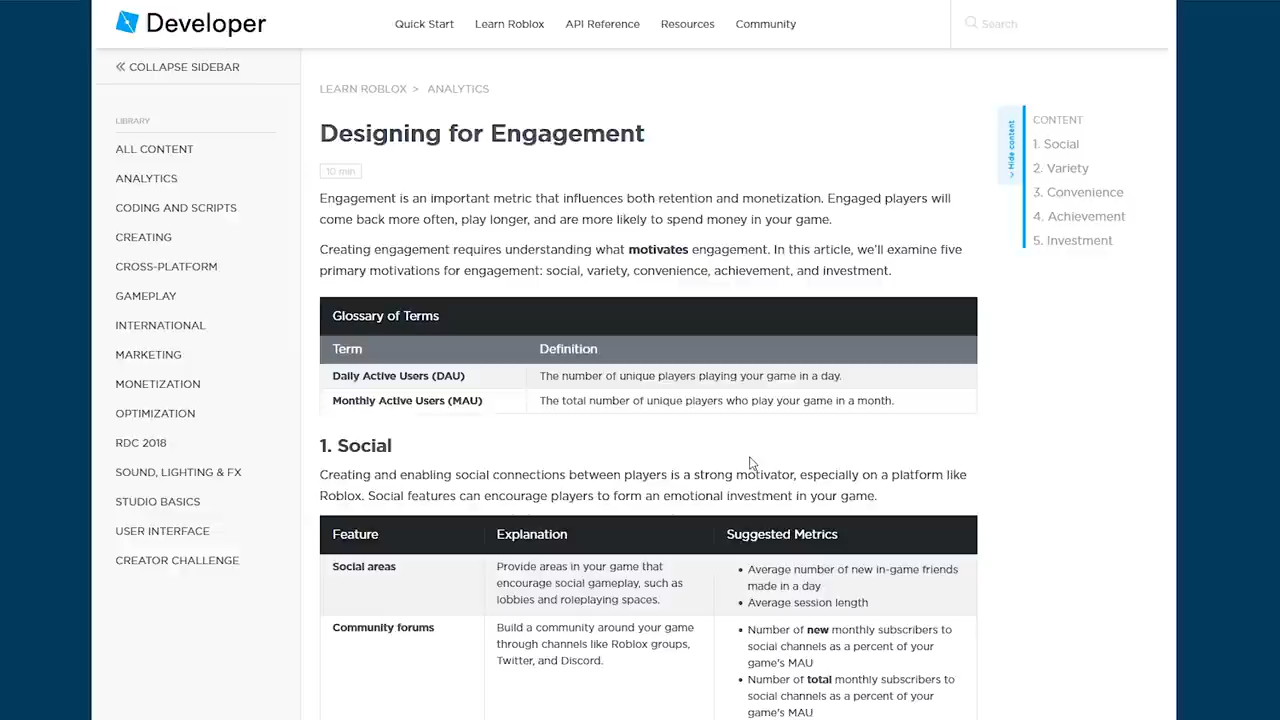 Developer
Quick Start
Learn Roblox
API Reference
Resources
Community
Search
COLLAPSE SIDEBAR
LIBRARY
ALL CONTENT
ANALYTICS
CODING AND SCRIPTS
CREATING
CROSS-PLATFORM
GAMEPLAY
INTERNATIONAL
MARKETING
MONETIZATION
OPTIMIZATION
RDC 2018
SOUND, LIGHTING & FX
STUDIO BASICS
USER INTERFACE
CREATOR CHALLENGE
LEARN ROBLOX > ANALYTICS
Designing for Engagement
10 min
Engagement is an important metric that influences both retention and monetization. Engaged players will
come back more often, play longer, and are more likely to spend money in your game.
Creating engagement requires understanding what motivates engagement. In this article, we'll examine five
primary motivations for engagement: social, variety, convenience, achievement, and investment.
Glossary of Terms
Term Definition
Daily Active Users (DAU) The number of unique players playing your game in a day.
Monthly Active Users (MAU) The total number of unique players who play your game in a month.
1. Social
Creating and enabling social connections between players is a strong motivator, especially on a platform like
Roblox. Social features can encourage players to form an emotional investment in your game.
Feature Explanation Suggested Metrics
Social areas
Provide areas in your game that
encourage social gameplay, such as
lobbies and roleplaying spaces.
• Average number of new in-game friends
made in a day
• Average session length
Community forums
Build a community around your game
through channels like Roblox groups,
Twitter, and Discord.
• Number of new monthly subscribers to
social channels as a percent of your
game's MAU
• Number of total monthly subscribers to
social channels as a percent of your
game's MAU
Hide content
CONTENT
1. Social
2. Variety
3. Convenience
4. Achievement
5. Investment